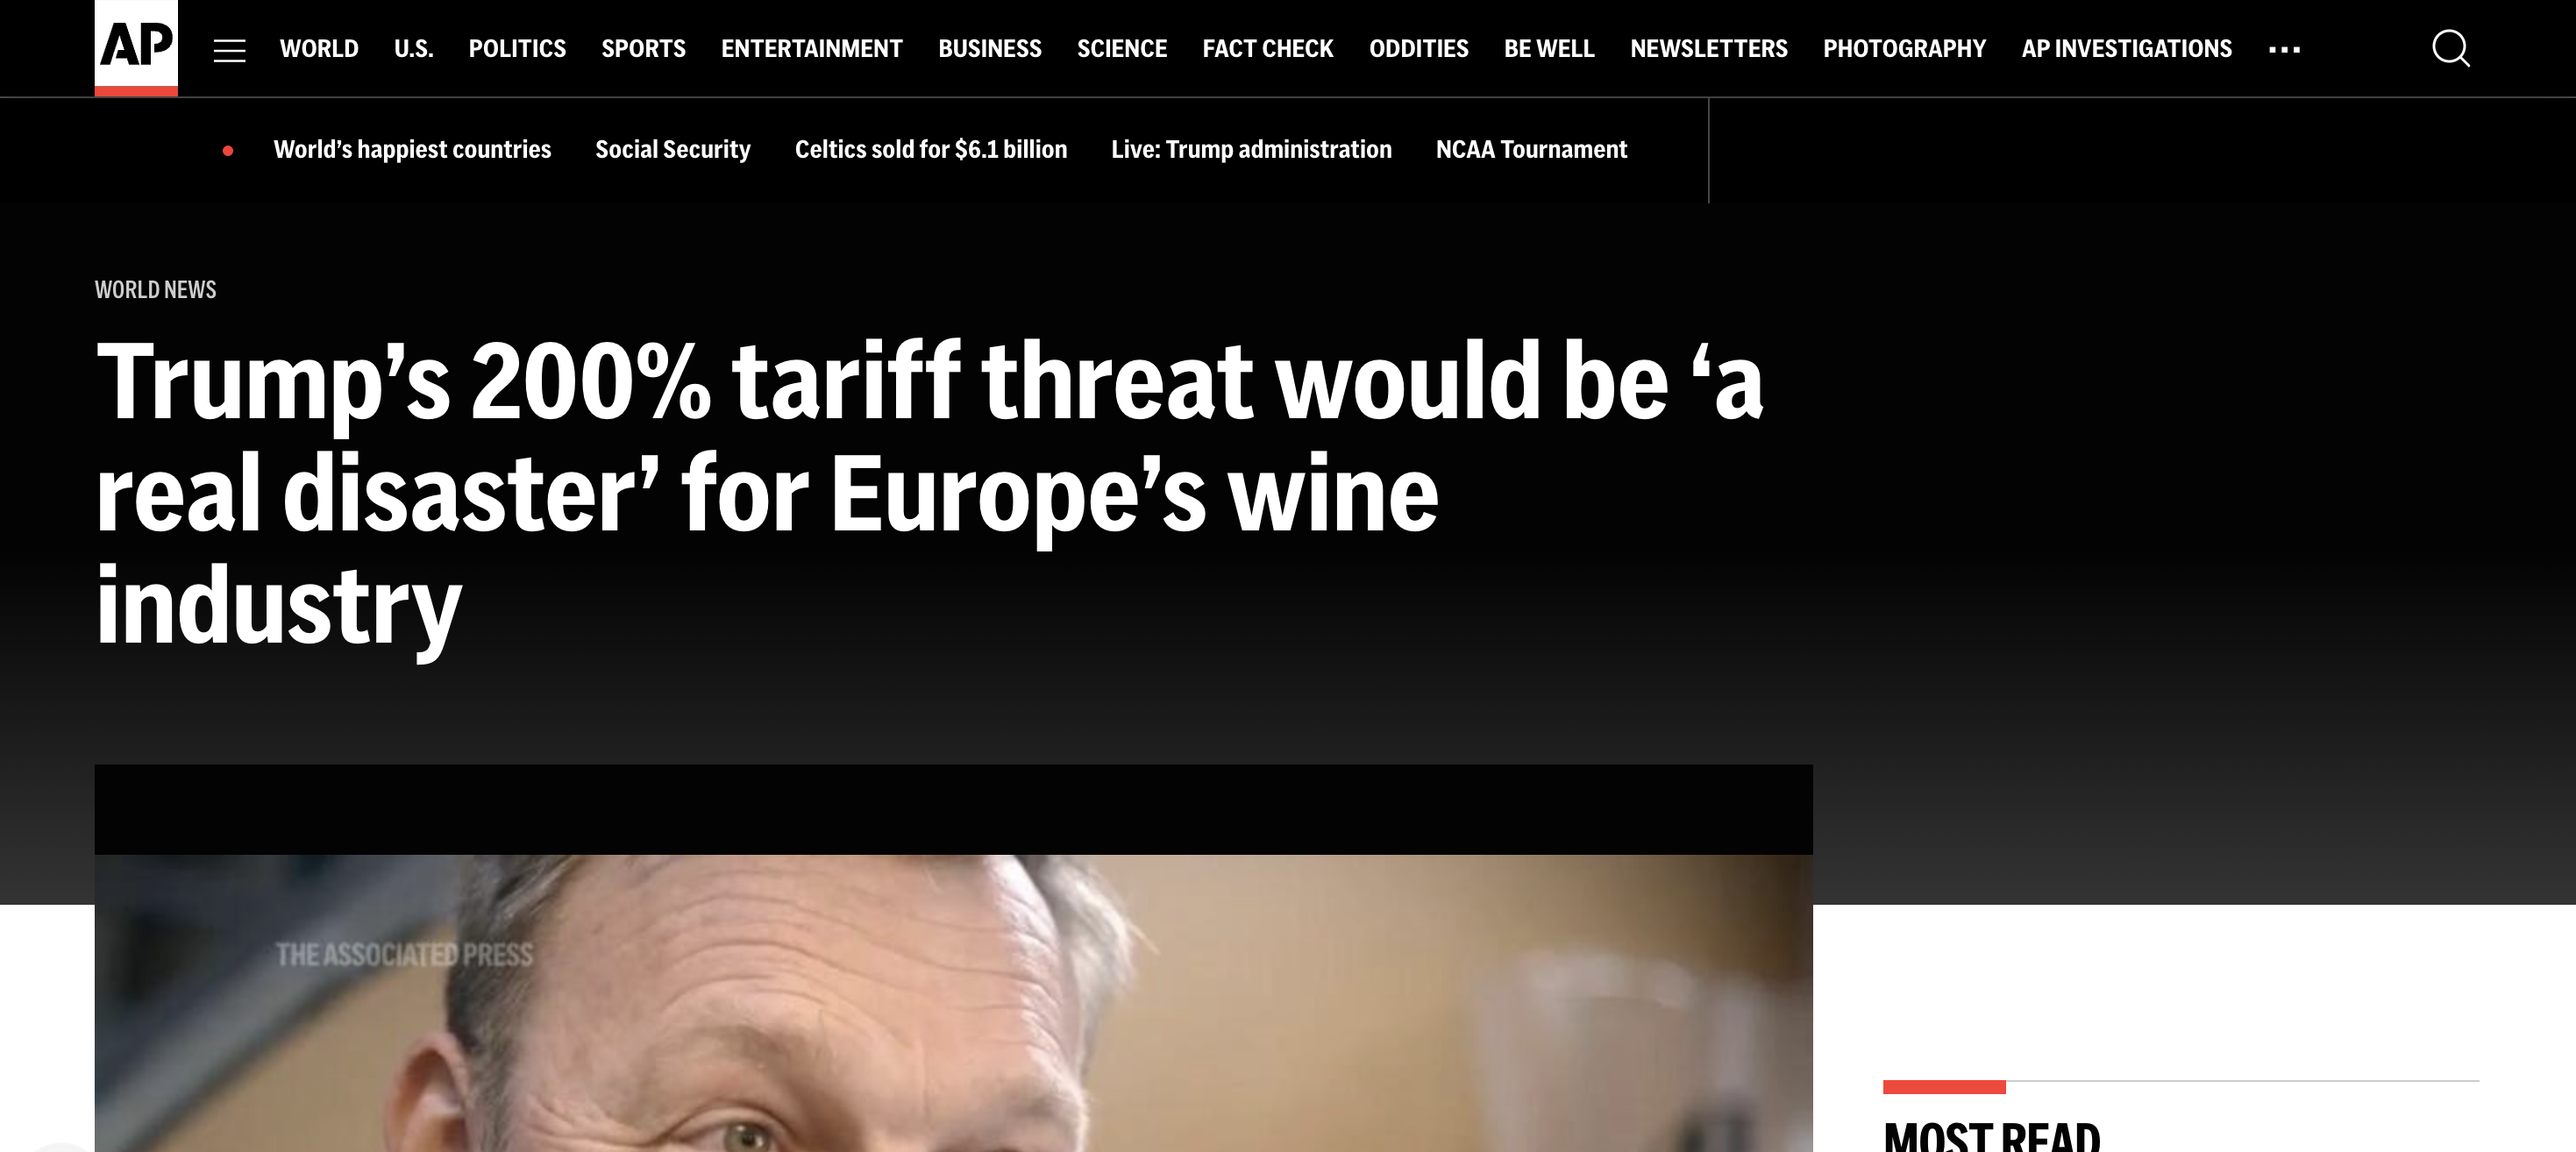 AP
WORLD U.S. POLITICS SPORTS ENTERTAINMENT BUSINESS SCIENCE FACT CHECK ODDITIES BE WELL NEWSLETTERS PHOTOGRAPHY AP INVESTIGATIONS ...
World’s happiest countries Social Security Celtics sold for $6.1 billion Live: Trump administration NCAA Tournament
WORLD NEWS
Trump’s 200% tariff threat would be ‘a
real disaster’ for Europe’s wine
industry
THE ASSOCIATED PRESS
MOST READ